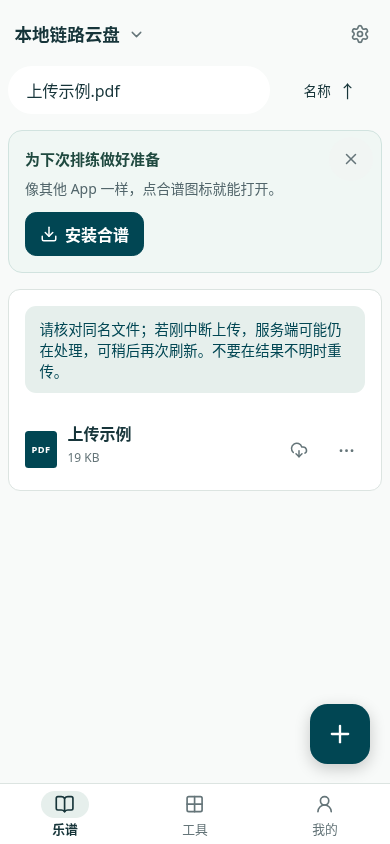 本地链路云盘
上传示例.pdf
名称
为下次排练做好准备
像其他 App 一样，点合谱图标就能打开。
安装合谱
请核对同名文件；若刚中断上传，服务端可能仍
在处理，可稍后再次刷新。不要在结果不明时重
传。
PDF
上传示例
19 KB
乐谱
工具
我的